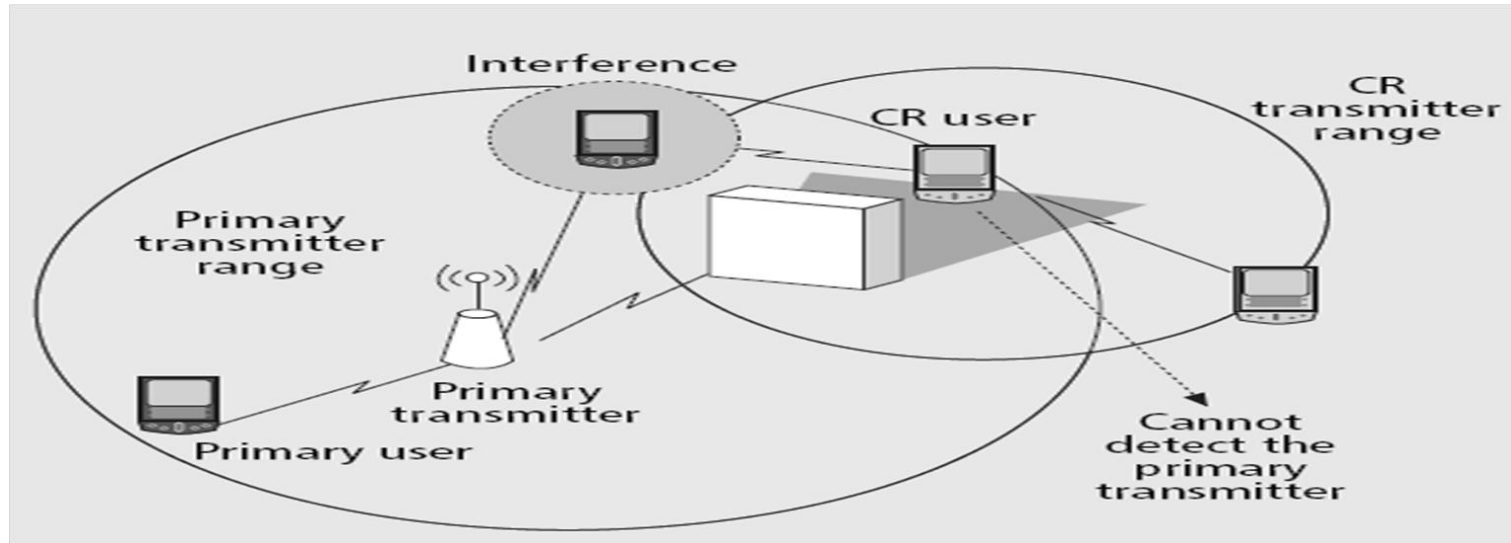 Interference
CR user
CR
transmitter
range
Primary
transmitter
range
Primary
transmitter
Primary user
Cannot
detect the
primary
transmitter